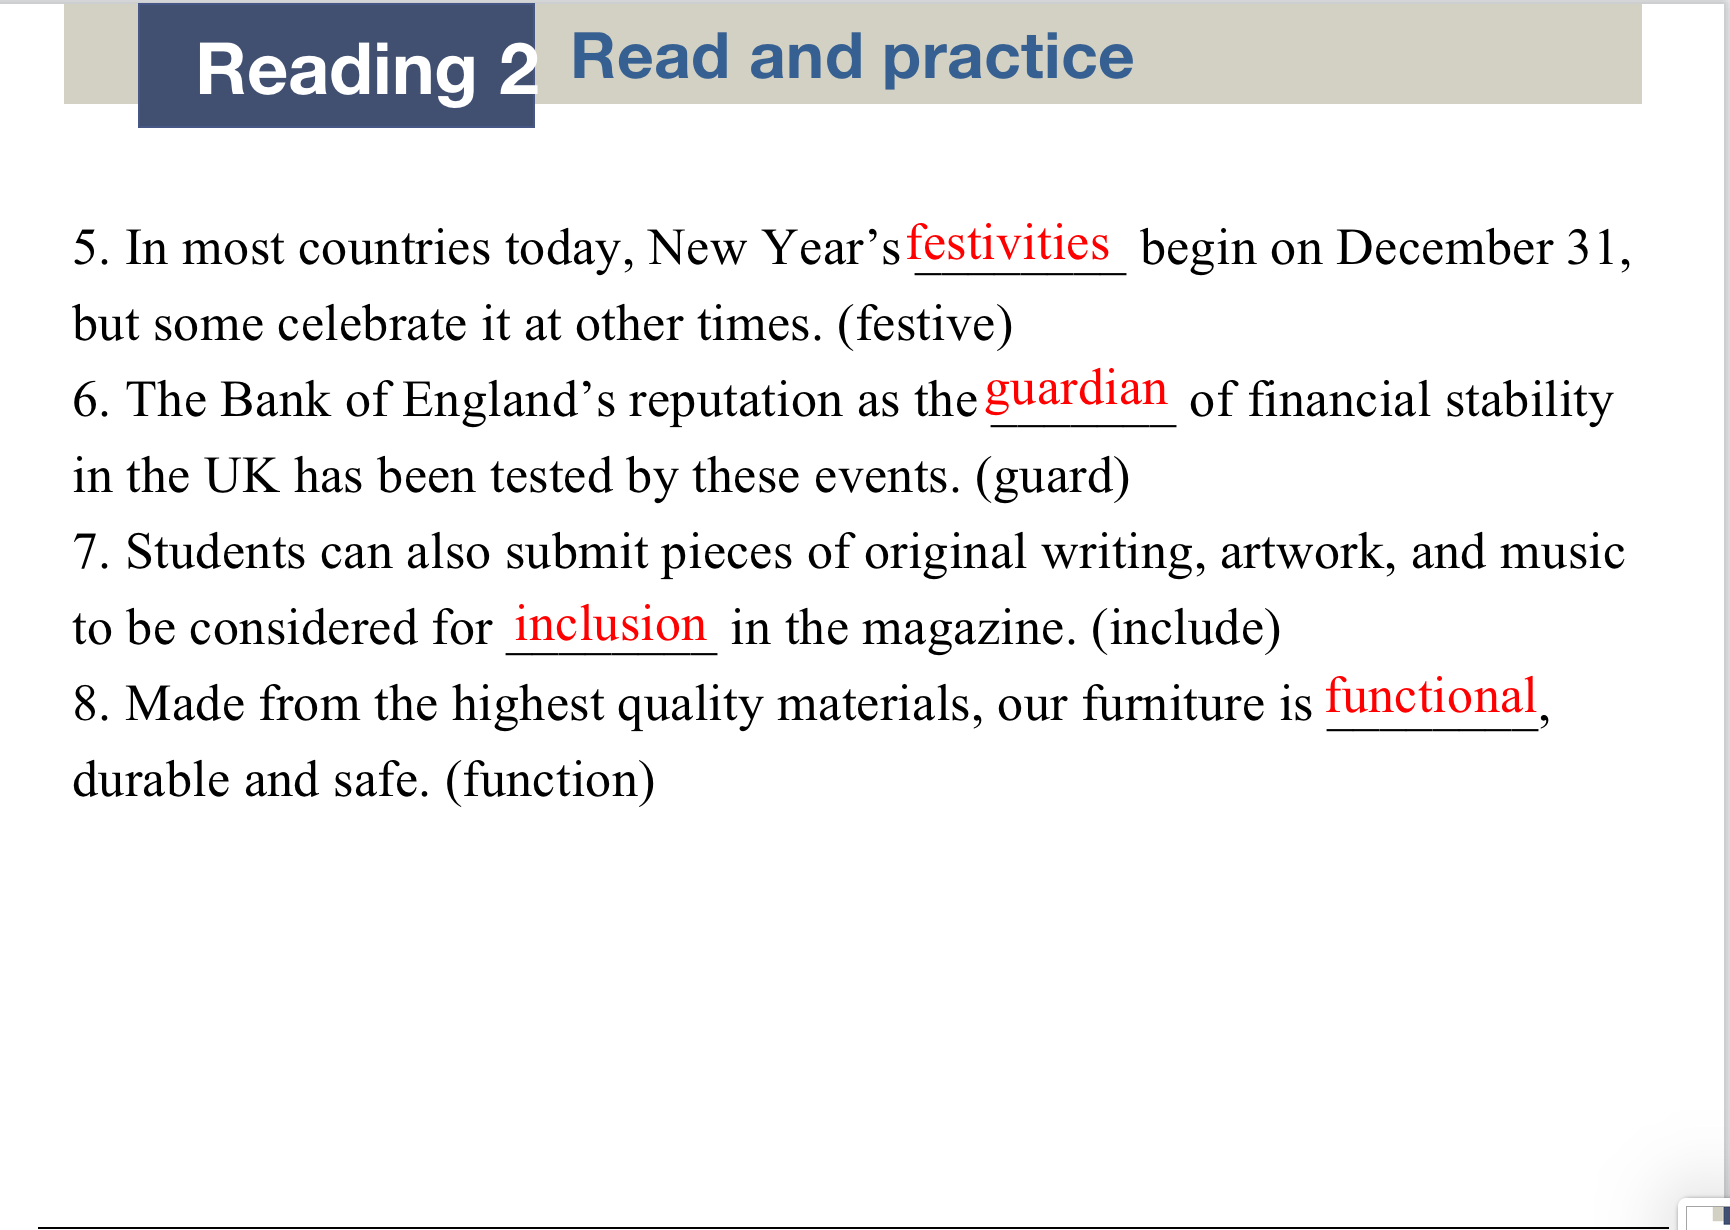 Reading 2 Read and practice
5. In most countries today, New Year’s festivities begin on December 31,
but some celebrate it at other times. (festive)
6. The Bank of England’s reputation as the guardian of financial stability
in the UK has been tested by these events. (guard)
7. Students can also submit pieces of original writing, artwork, and music
to be considered for inclusion in the magazine. (include)
8. Made from the highest quality materials, our furniture is functional,
durable and safe. (function)